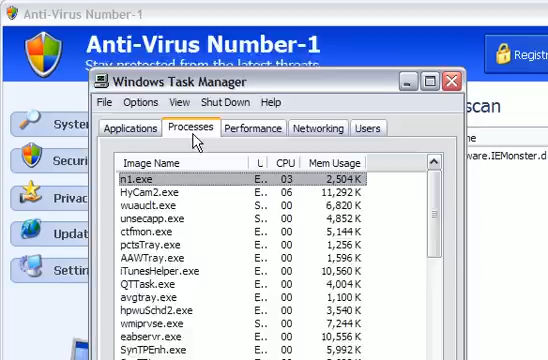 Anti-Virus Number-1
Anti-Virus Number-1
Stay protected from the latest threats
Windows Task Manager
File Options View Shut Down Help
Applications Processes Performance Networking Users
Image Name U.. CPU Mem Usage
n1.exe E.. 03 2,504 K
HyCam2.exe E.. 06 11,292 K
wuauclt.exe S.. 00 6,820 K
unsecapp.exe S.. 00 4,852 K
ctfmon.exe E.. 00 5,144 K
pctsTray.exe E.. 00 1,256 K
AAWTray.exe E.. 00 1,596 K
iTunesHelper.exe E.. 00 10,560 K
QTTask.exe E.. 00 4,004 K
avgtray.exe E.. 00 1,100 K
hpwuSchd2.exe E.. 00 3,540 K
wmiprvse.exe S.. 00 7,244 K
eabservr.exe E.. 00 10,556 K
SynTPEnh.exe E.. 00 5,992 K
Registr
scan
me
ware.IEMonster.d
Syste
Securi
Privac
Updat
Settin